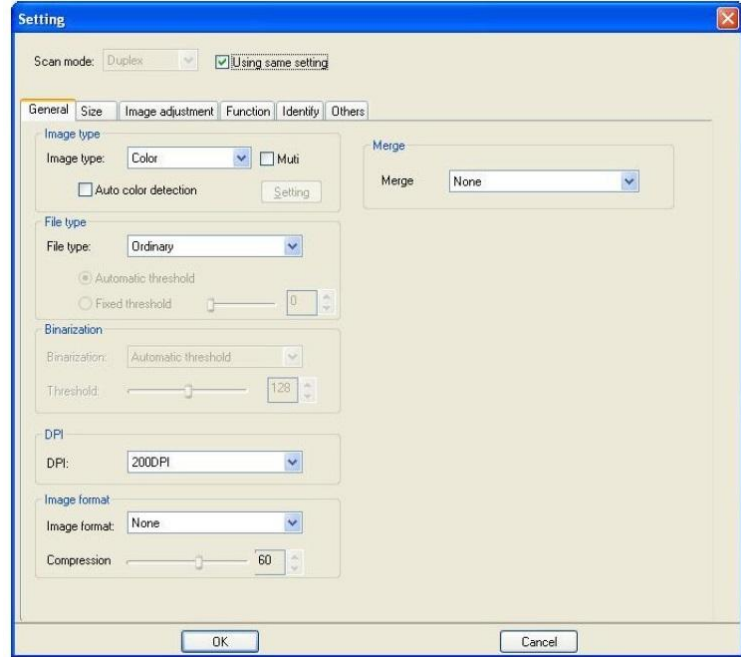 Setting
Scan mode: Duplex Using same setting
General Size Image adjustment Function Identify Others
Image type
Image type: Color Muti
Auto color detection Setting
Merge
Merge None
File type
File type: Ordinary
Automatic threshold
Fixed threshold 0
Binarization
Binarization: Automatic threshold
Threshold: 128
DPI
DPI: 200DPI
Image format
Image format: None
Compression 60
OK Cancel